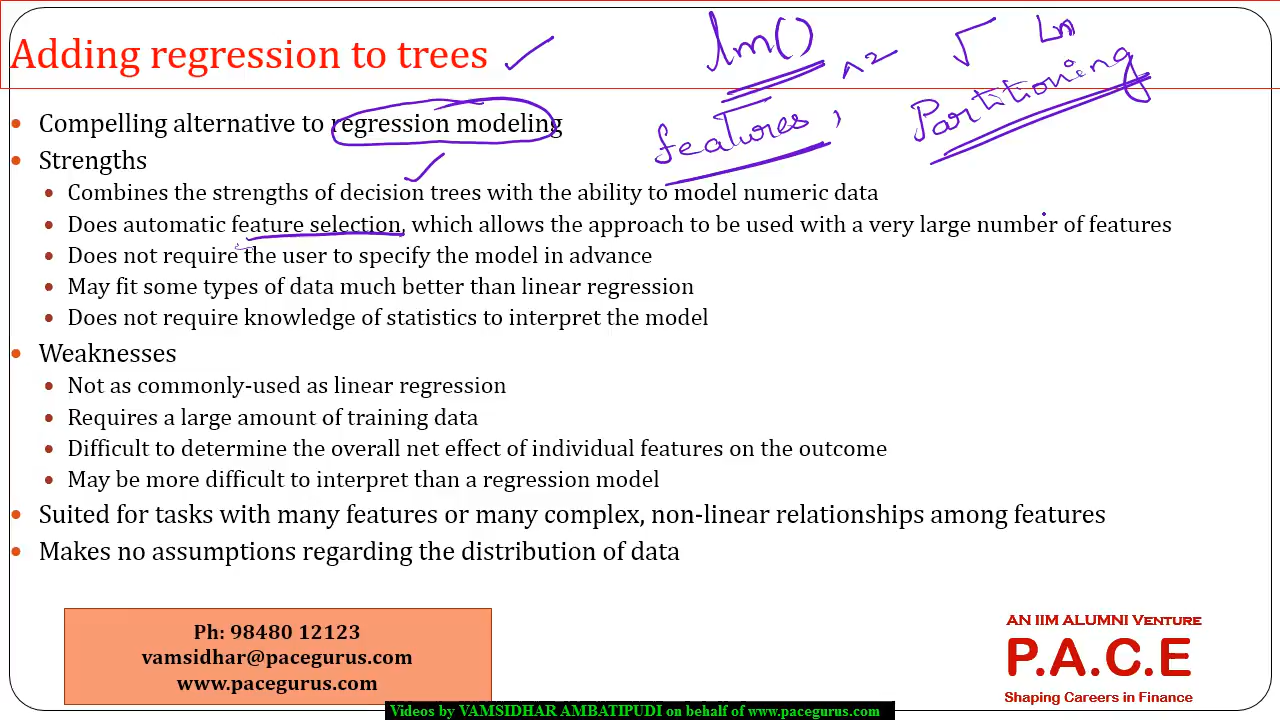 Adding regression to trees
lm()
^2
√
Ln
features,
Partitioning
• Compelling alternative to regression modeling
• Strengths
• Combines the strengths of decision trees with the ability to model numeric data
• Does automatic feature selection, which allows the approach to be used with a very large number of features
• Does not require the user to specify the model in advance
• May fit some types of data much better than linear regression
• Does not require knowledge of statistics to interpret the model
• Weaknesses
• Not as commonly-used as linear regression
• Requires a large amount of training data
• Difficult to determine the overall net effect of individual features on the outcome
• May be more difficult to interpret than a regression model
• Suited for tasks with many features or many complex, non-linear relationships among features
• Makes no assumptions regarding the distribution of data
Ph: 98480 12123
vamsidhar@pacegurus.com
www.pacegurus.com
AN IIM ALUMNI VENTURE
P.A.C.E
Shaping Careers in Finance
Videos by VAMSIDHAR AMBATIPUDI on behalf of www.pacegurus.com